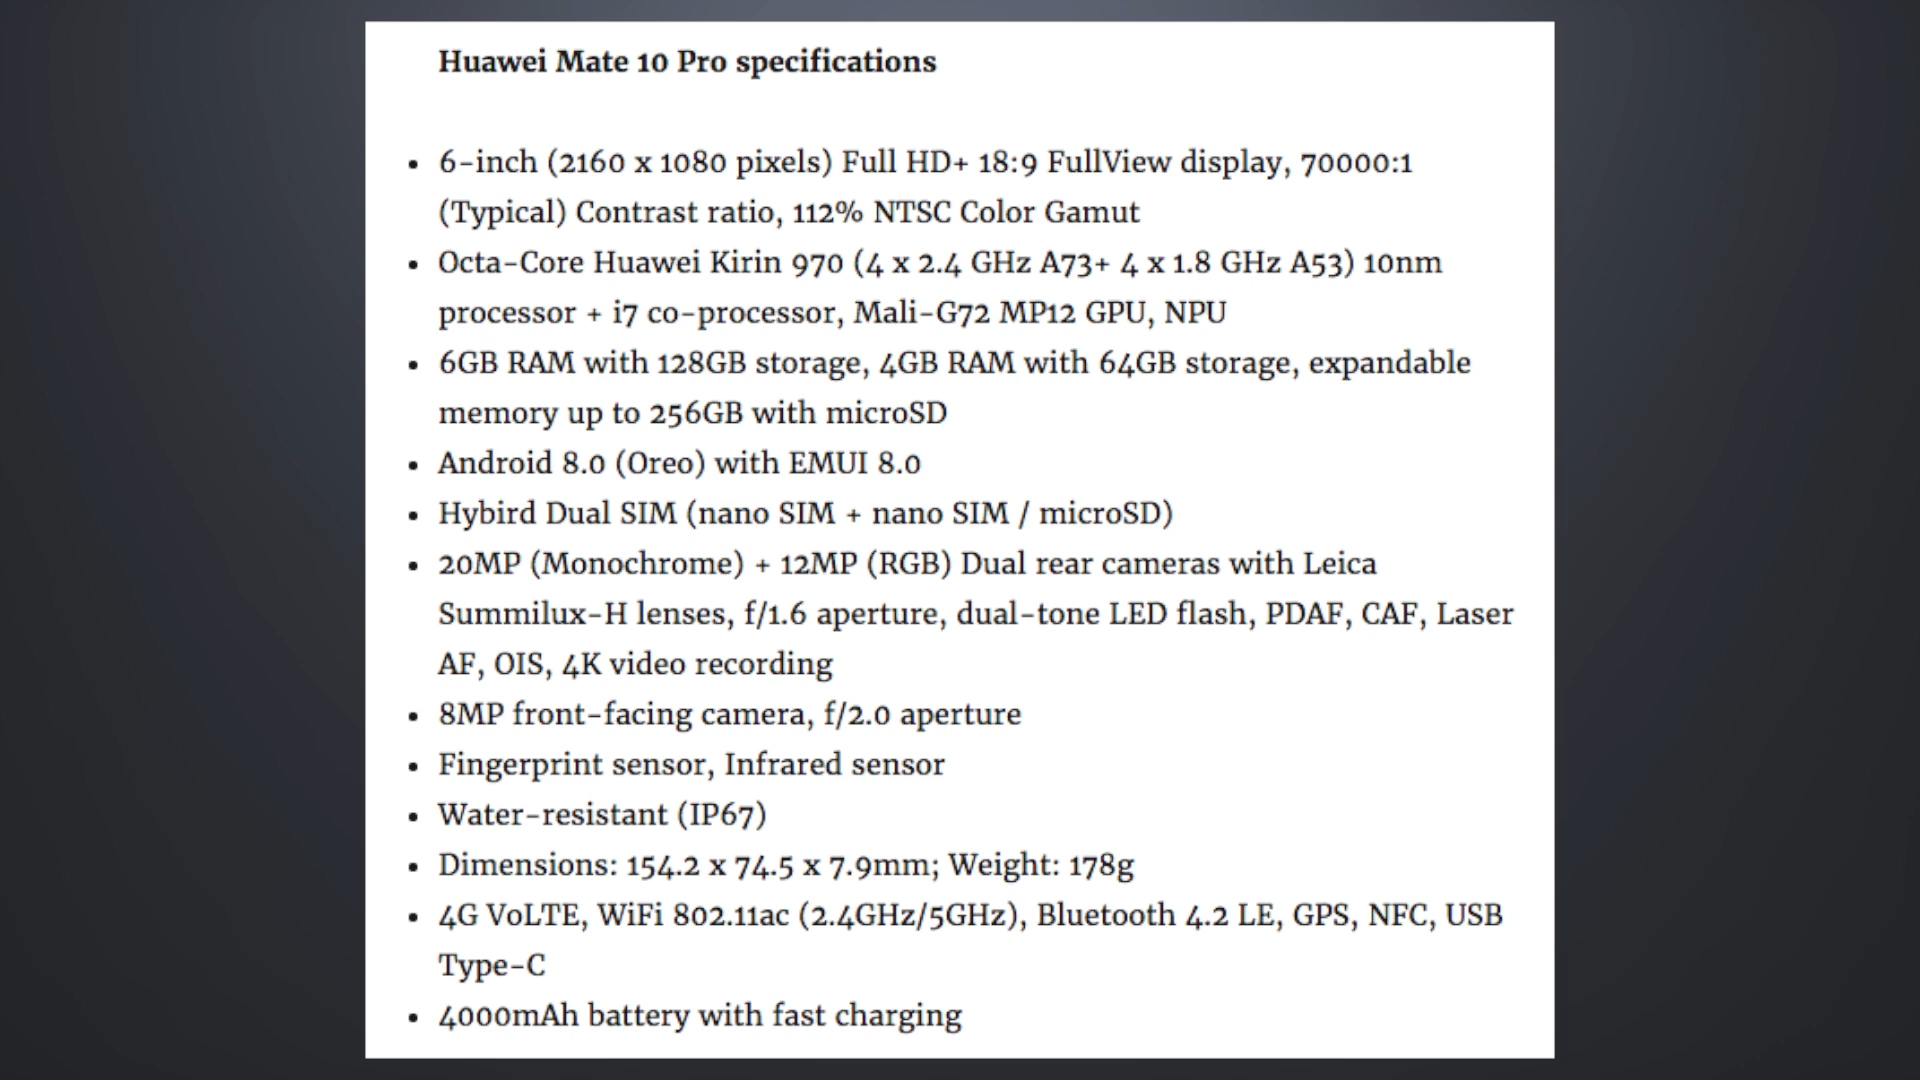 Huawei Mate 10 Pro specifications
• 6-inch (2160 x 1080 pixels) Full HD+ 18:9 FullView display, 70000:1
(Typical) Contrast ratio, 112% NTSC Color Gamut
• Octa-Core Huawei Kirin 970 (4 x 2.4 GHz A73+ 4 x 1.8 GHz A53) 10nm
processor + i7 co-processor, Mali-G72 MP12 GPU, NPU
• 6GB RAM with 128GB storage, 4GB RAM with 64GB storage, expandable
memory up to 256GB with microSD
• Android 8.0 (Oreo) with EMUI 8.0
• Hybird Dual SIM (nano SIM + nano SIM / microSD)
• 20MP (Monochrome) + 12MP (RGB) Dual rear cameras with Leica
Summilux-H lenses, f/1.6 aperture, dual-tone LED flash, PDAF, CAF, Laser
AF, OIS, 4K video recording
• 8MP front-facing camera, f/2.0 aperture
• Fingerprint sensor, Infrared sensor
• Water-resistant (IP67)
• Dimensions: 154.2 x 74.5 x 7.9mm; Weight: 178g
• 4G VoLTE, WiFi 802.11ac (2.4GHz/5GHz), Bluetooth 4.2 LE, GPS, NFC, USB
Type-C
• 4000mAh battery with fast charging